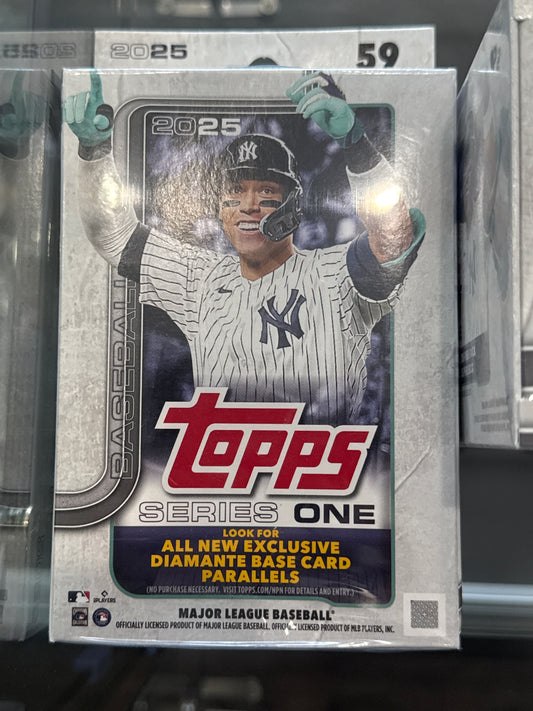 2025
2025
59
2025
BASEBALL
TOPPS
SERIES ONE
LOOK FOR
ALL NEW EXCLUSIVE
DIAMANTE BASE CARD
PARALLELS
(NO PURCHASE NECESSARY. VISIT TOPPS.COM/NPN FOR DETAILS AND ENTRY.)
PLAYERS
MAJOR LEAGUE BASEBALL®
OFFICIALLY LICENSED PRODUCT OF MAJOR LEAGUE BASEBALL. OFFICIALLY LICENSED PRODUCT OF MLB PLAYERS, INC.